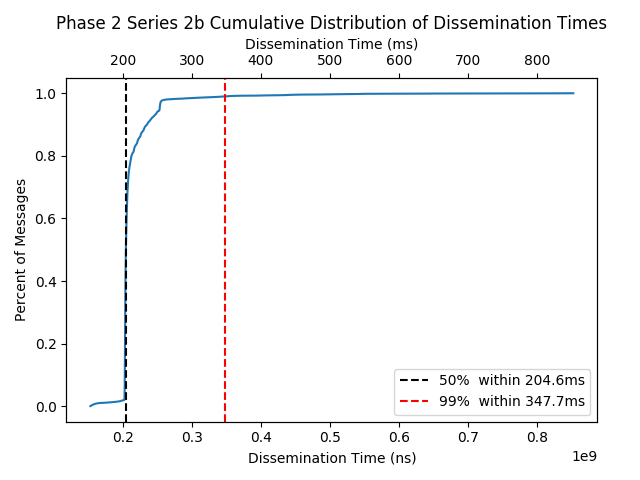 Phase 2 Series 2b Cumulative Distribution of Dissemination Times
Dissemination Time (ms)
200 300 400 500 600 700 800
Percent of Messages
1.0
0.8
0.6
0.4
0.2
0.0
50%  within 204.6ms
99%  within 347.7ms
0.2 0.3 0.4 0.5 0.6 0.7 0.8
1e9
Dissemination Time (ns)